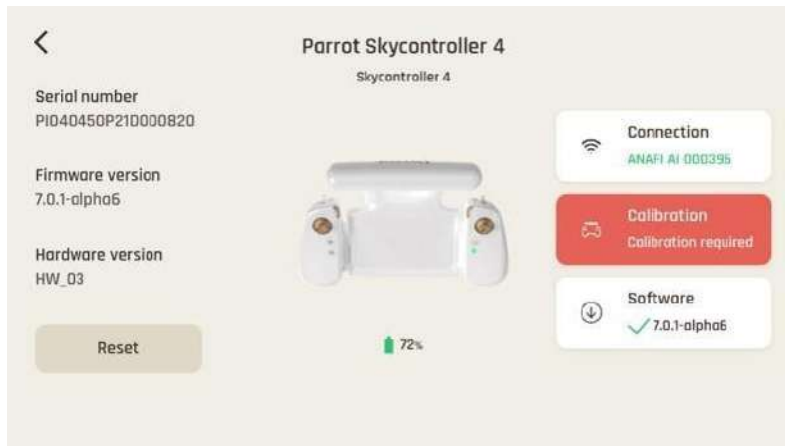 Parrot Skycontroller 4
Skycontroller 4
Serial number
PI040450P21D000820
Firmware version
7.0.1-alpha6
Hardware version
HW_03
Reset
72%
Connection
ANAFI AI 000395
Calibration
Calibration required
Software
7.0.1-alpha6